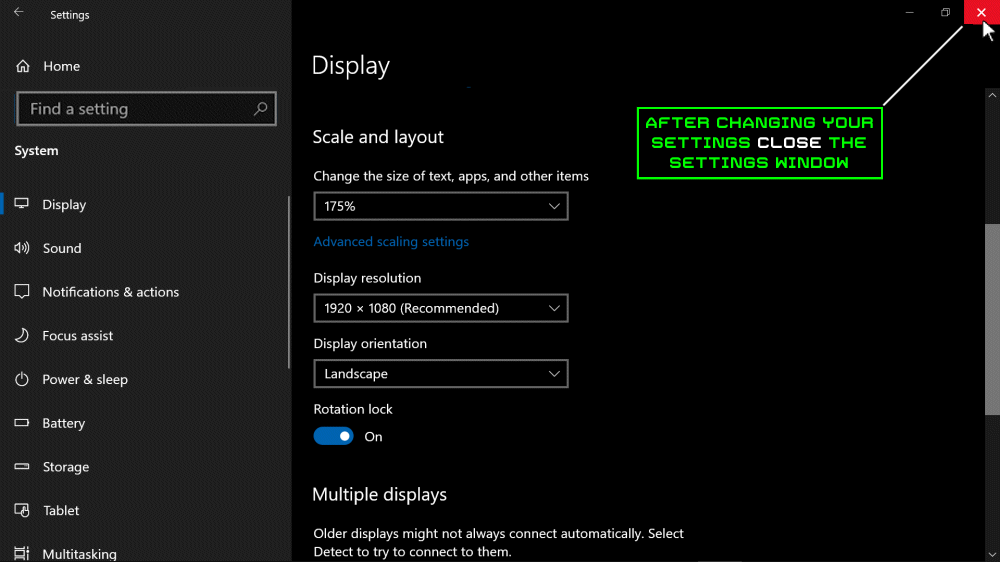 Settings
Home
Find a setting
System
Display
Sound
Notifications & actions
Focus assist
Power & sleep
Battery
Storage
Tablet
Multitasking
Display
Scale and layout
Change the size of text, apps, and other items
175%
Advanced scaling settings
Display resolution
1920 × 1080 (Recommended)
Display orientation
Landscape
Rotation lock
On
Multiple displays
Older displays might not always connect automatically. Select
Detect to try to connect to them.
AFTER CHANGING YOUR
SETTINGS CLOSE THE
SETTINGS WINDOW